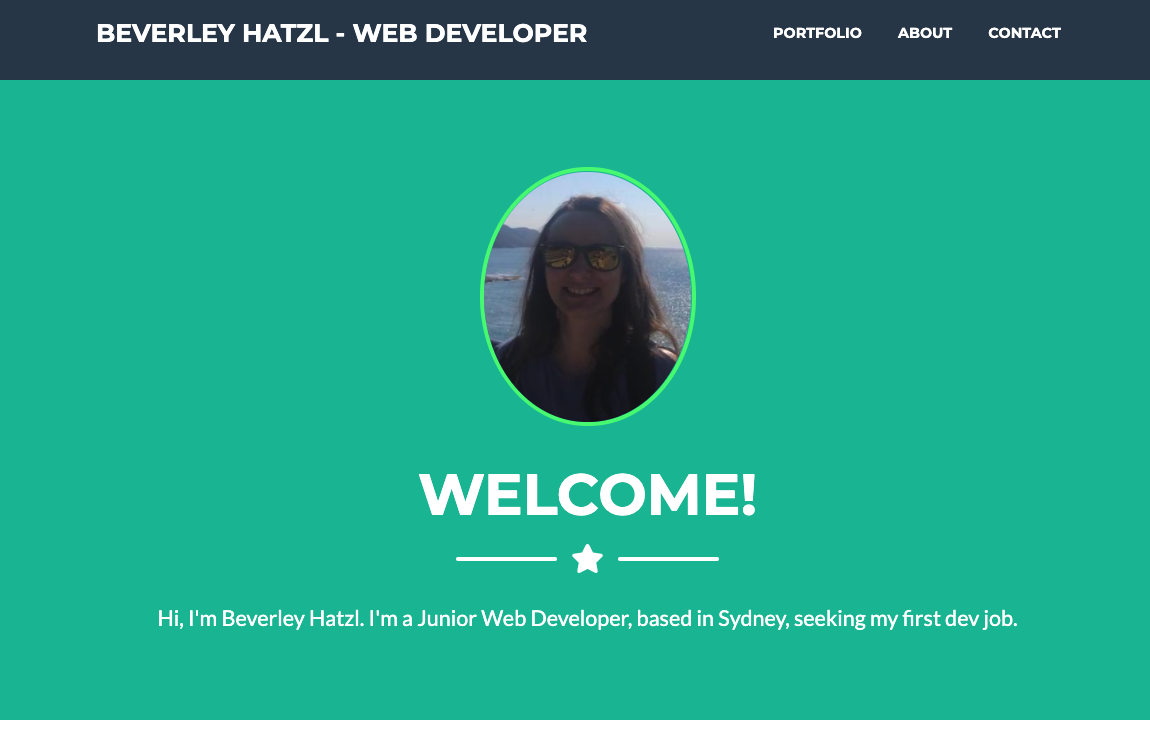 BEVERLEY HATZL - WEB DEVELOPER
PORTFOLIO ABOUT CONTACT
WELCOME!
Hi, I'm Beverley Hatzl. I'm a Junior Web Developer, based in Sydney, seeking my first dev job.